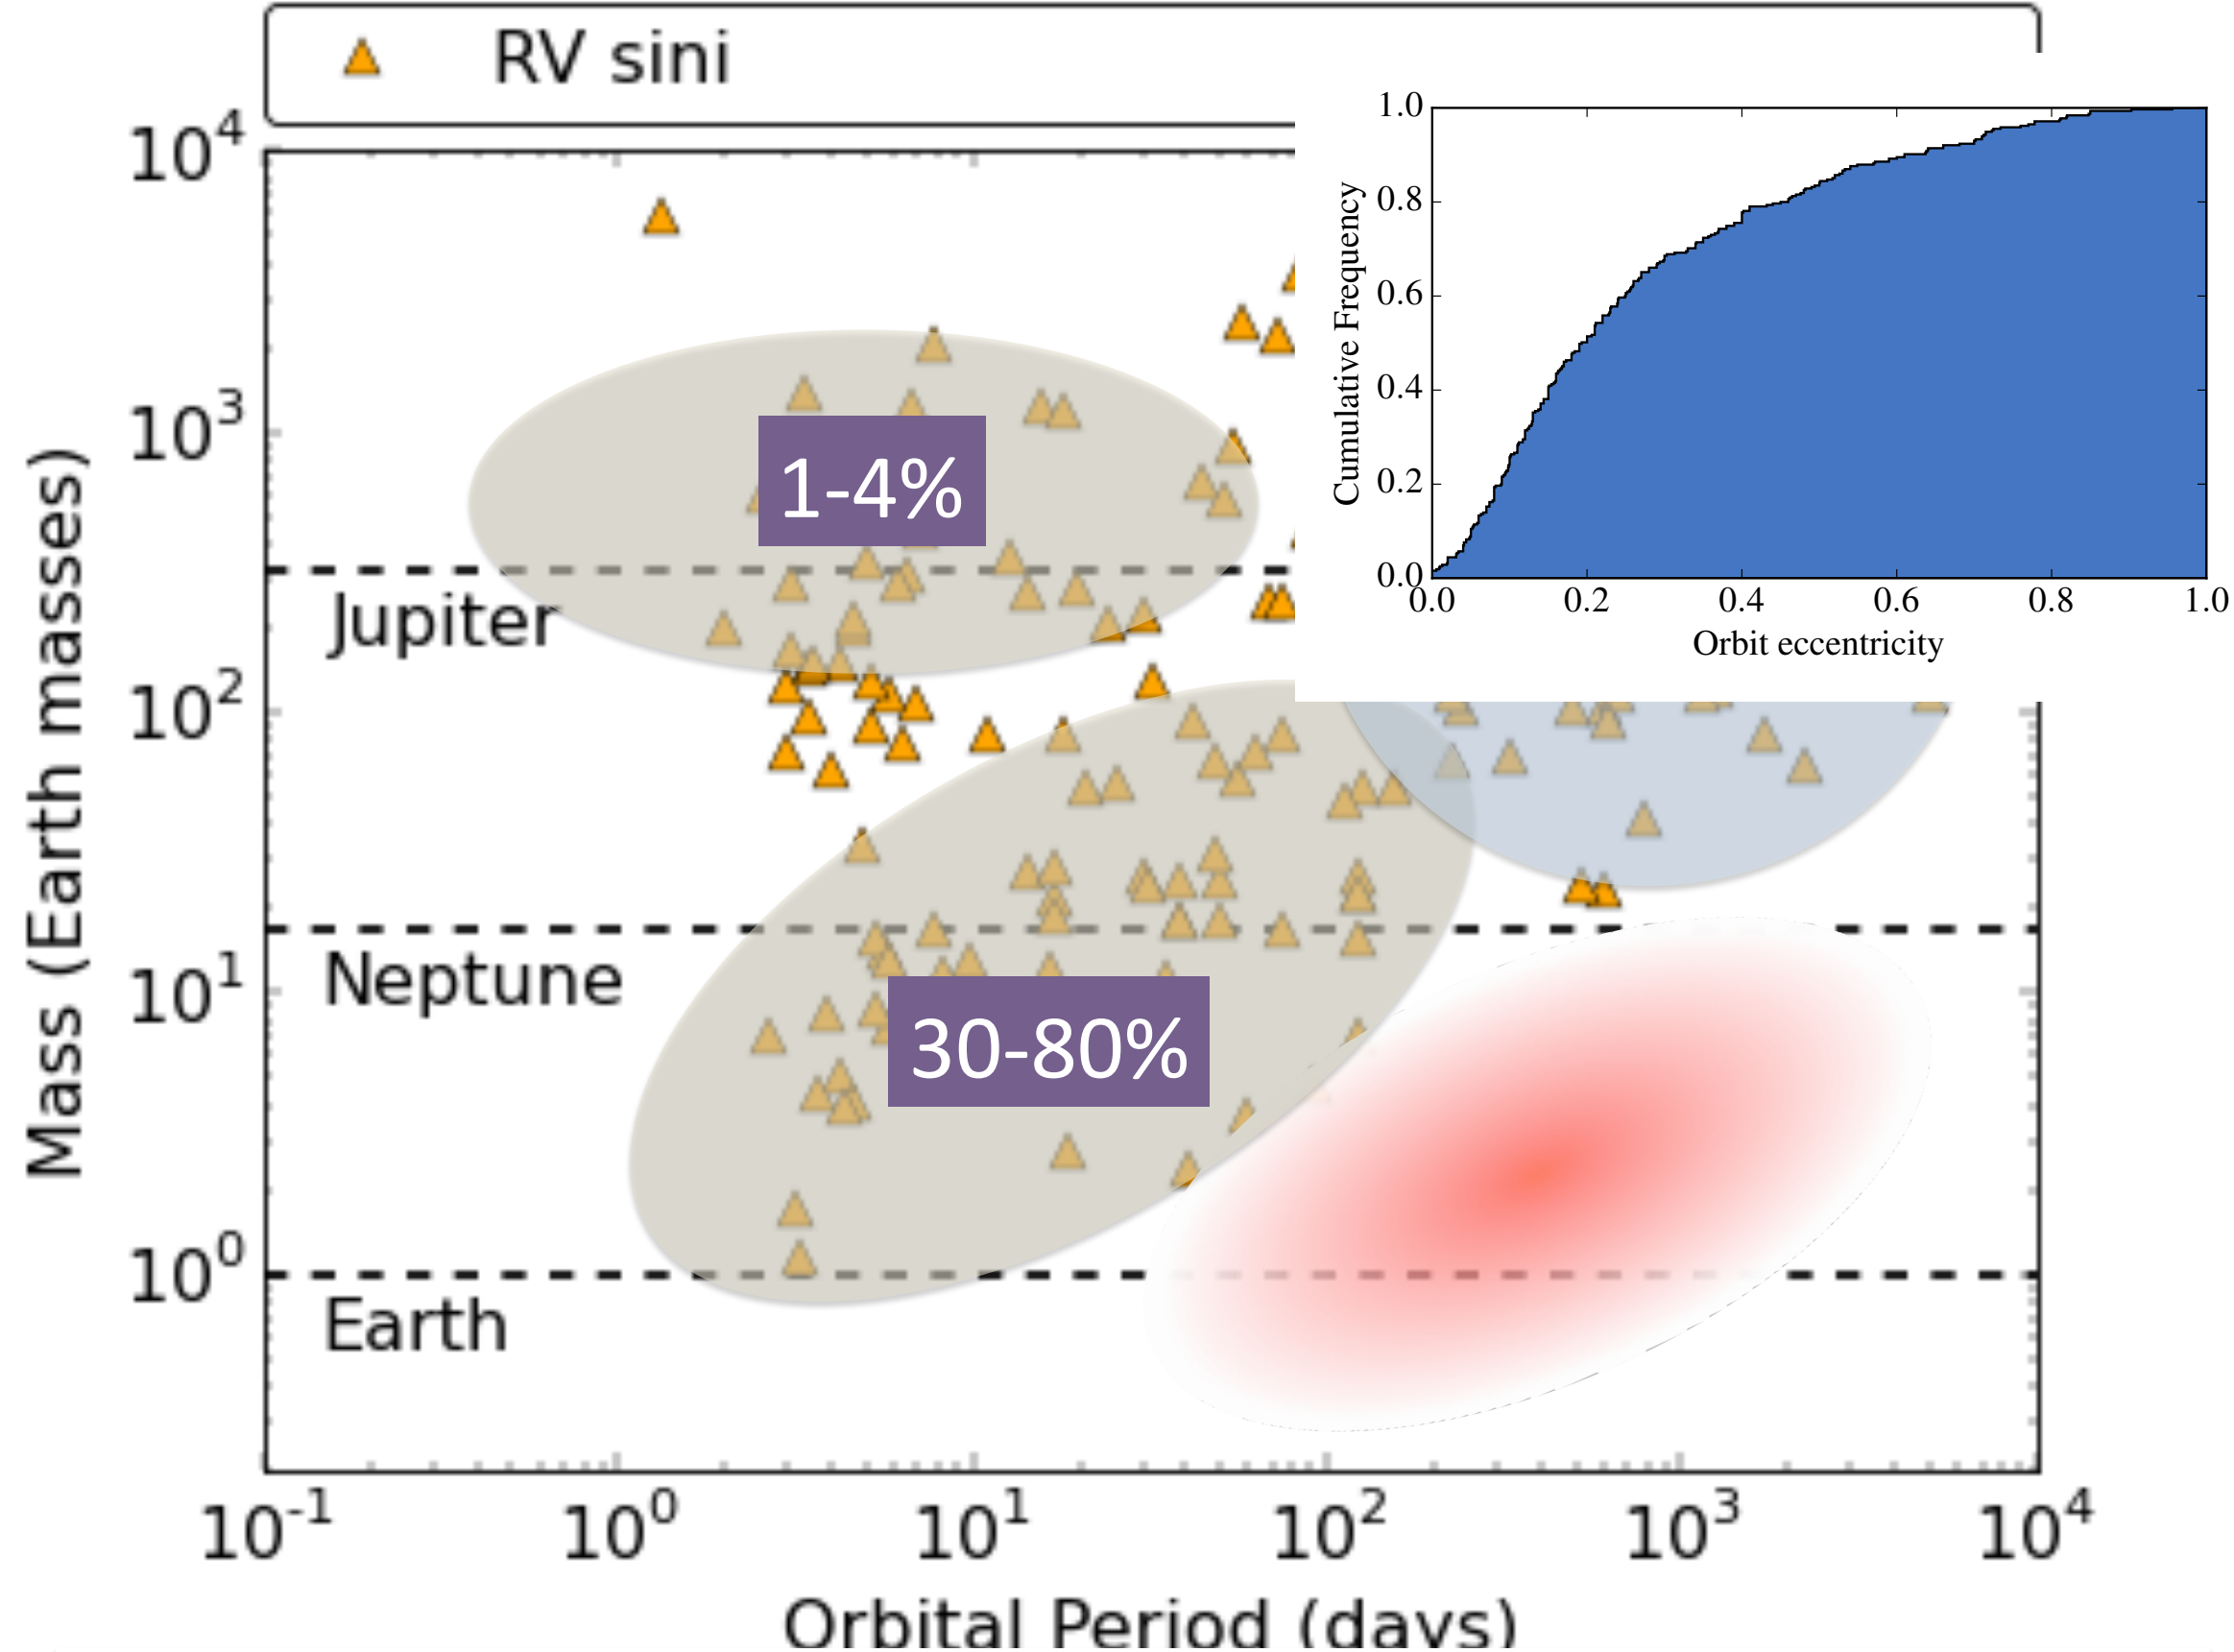 RV sini
10^4
10^3
10^2
10^1
10^0
Mass (Earth masses)
1-4%
Jupiter
Neptune
30-80%
Earth
10^-1
10^0
10^1
10^2
10^3
10^4
Orbital Period (days)
1.0
0.8
0.6
0.4
0.2
0.0
Cumulative Frequency
0.0 0.2 0.4 0.6 0.8 1.0
Orbit eccentricity